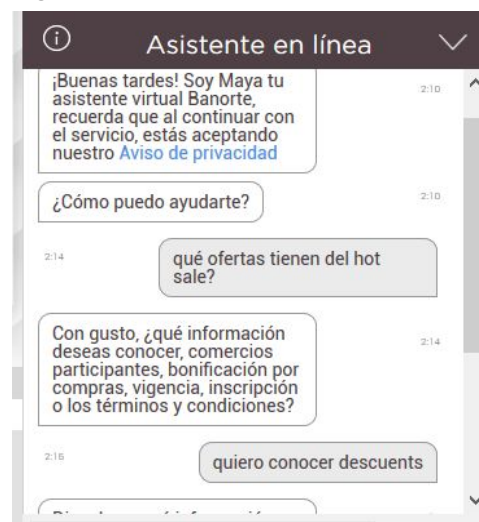 Asistente en línea
¡Buenas tardes! Soy Maya tu
asistente virtual Banorte,
recuerda que al continuar con
el servicio, estás aceptando
nuestro Aviso de privacidad
2:10
¿Cómo puedo ayudarte?
2:10
2:14
qué ofertas tienen del hot
sale?
Con gusto, ¿qué información
deseas conocer, comercios
participantes, bonificación por
compras, vigencia, inscripción
o los términos y condiciones?
2:14
2:16
quiero conocer descuents